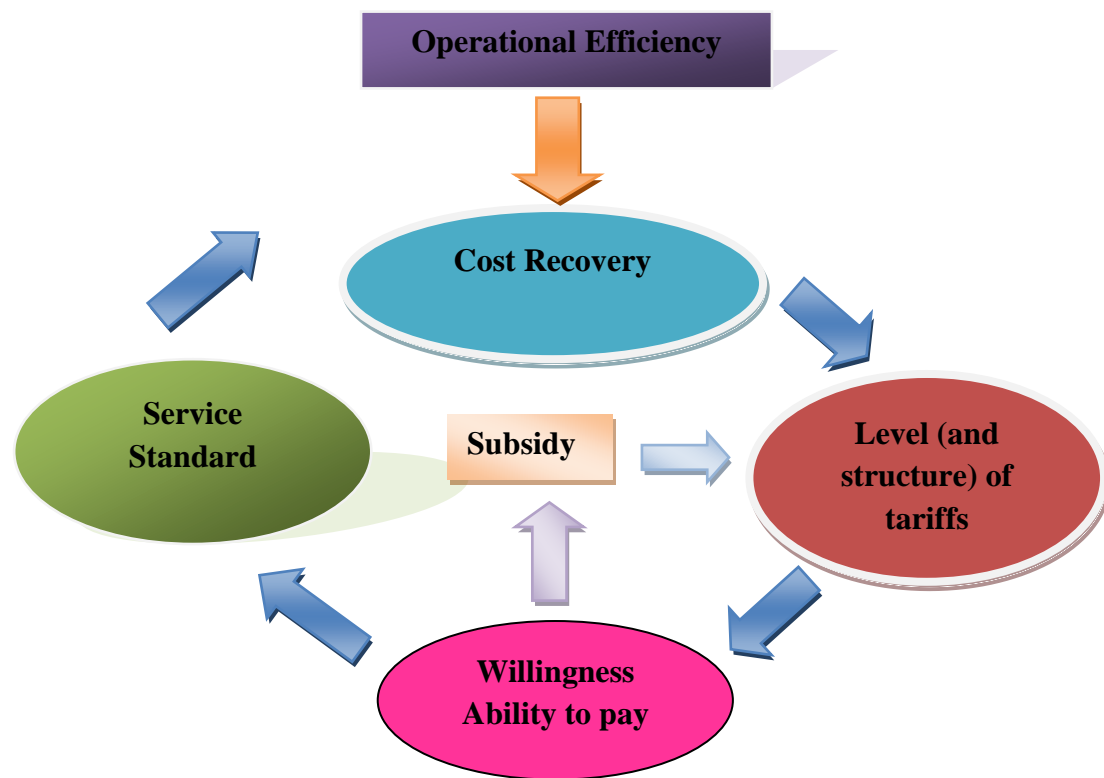 Operational Efficiency
Cost Recovery
Service
Standard
Subsidy
Level (and
structure) of
tariffs
Willingness
Ability to pay